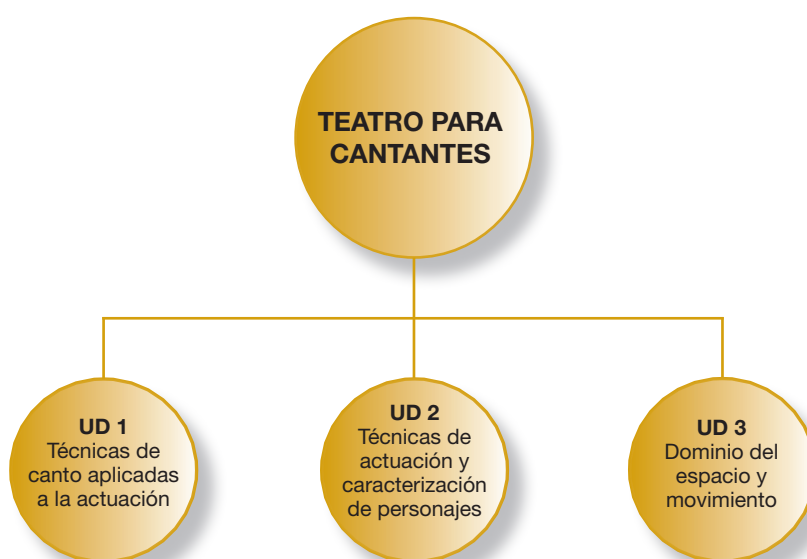 TEATRO PARA
CANTANTES
UD 1
Técnicas de
canto aplicadas
a la actuación
UD 2
Técnicas de
actuación y
caracterización
de personajes
UD 3
Dominio del
espacio y
movimiento